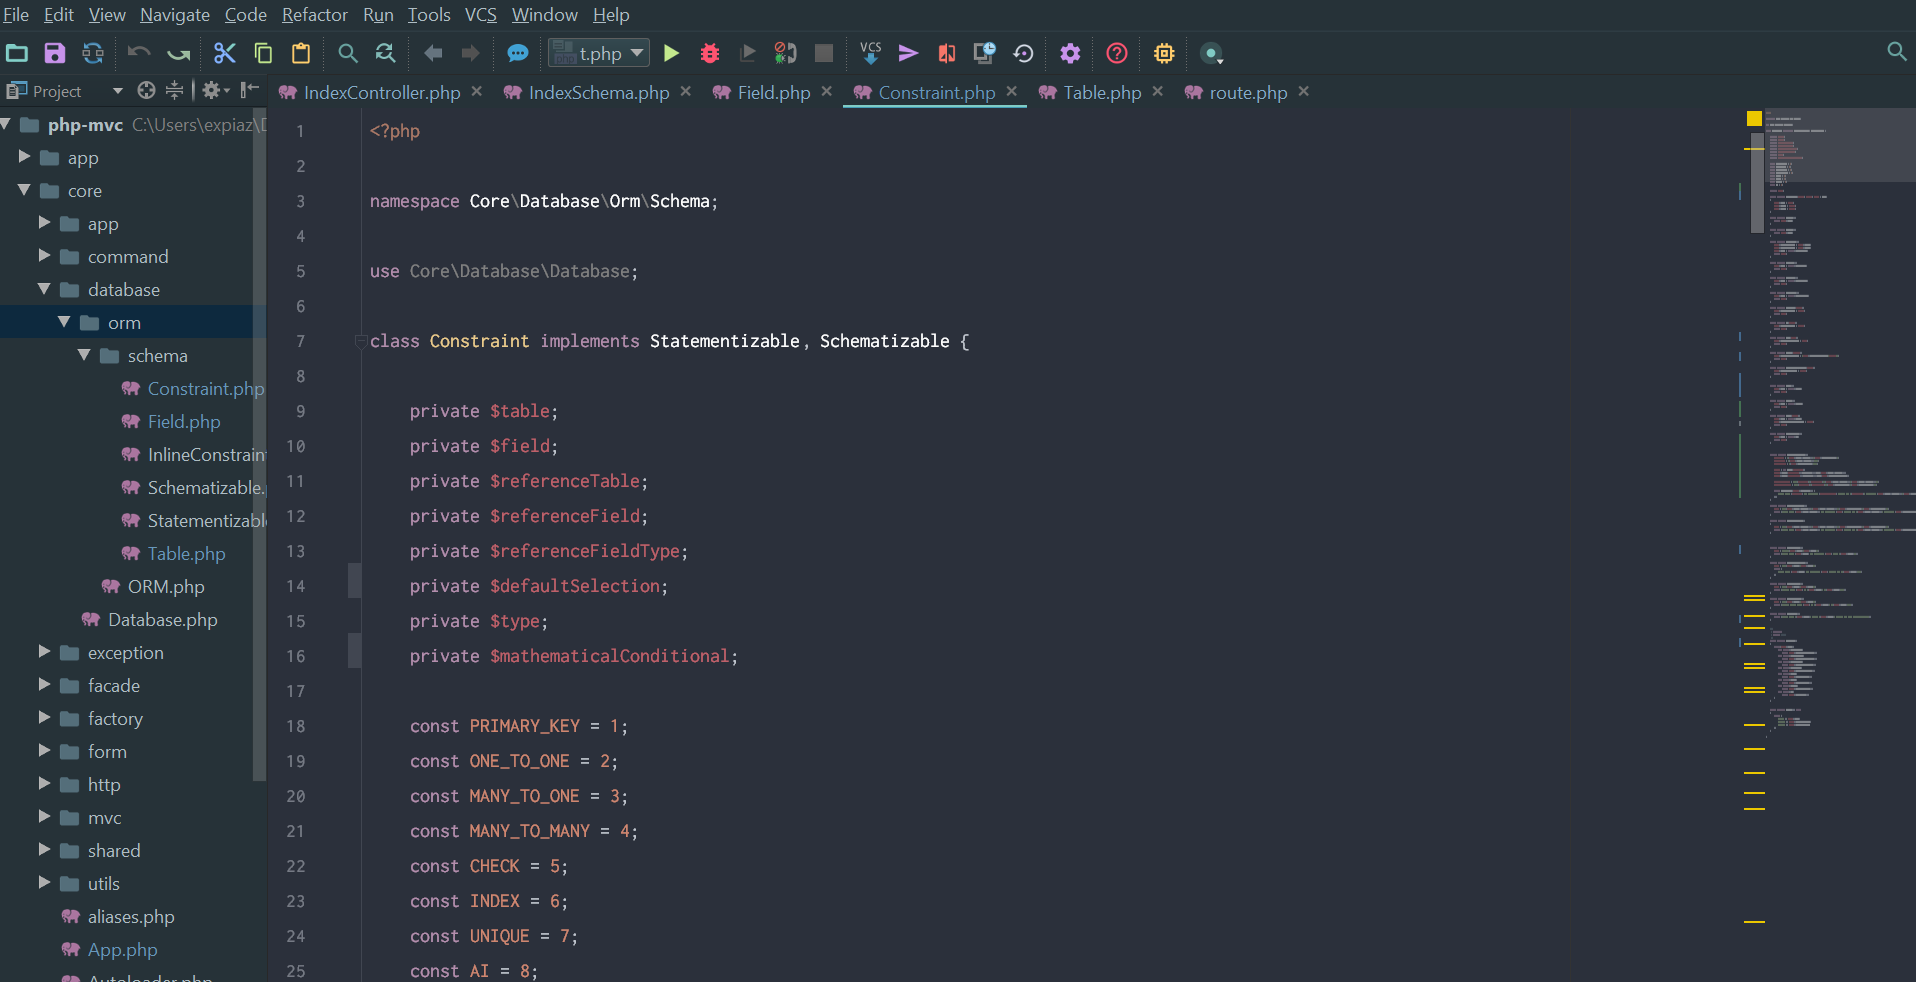 File Edit View Navigate Code Refactor Run Tools VCS Window Help
t.php VCS
Project
IndexController.php IndexSchema.php Field.php Constraint.php Table.php route.php
php-mvc C:\Users\expiaz\
app
core
app
command
database
orm
schema
Constraint.php
Field.php
InlineConstrain
Schematizable.
Statementizabl
Table.php
ORM.php
Database.php
exception
facade
factory
form
http
mvc
shared
utils
aliases.php
App.php
Autoloader.php
1 <?php
2
3 namespace Core\Database\Orm\Schema;
4
5 use Core\Database\Database;
6
7 class Constraint implements Statementizable, Schematizable {
8
9 private $table;
10 private $field;
11 private $referenceTable;
12 private $referenceField;
13 private $referenceFieldType;
14 private $defaultSelection;
15 private $type;
16 private $mathematicalConditional;
17
18 const PRIMARY_KEY = 1;
19 const ONE_TO_ONE = 2;
20 const MANY_TO_ONE = 3;
21 const MANY_TO_MANY = 4;
22 const CHECK = 5;
23 const INDEX = 6;
24 const UNIQUE = 7;
25 const AI = 8;